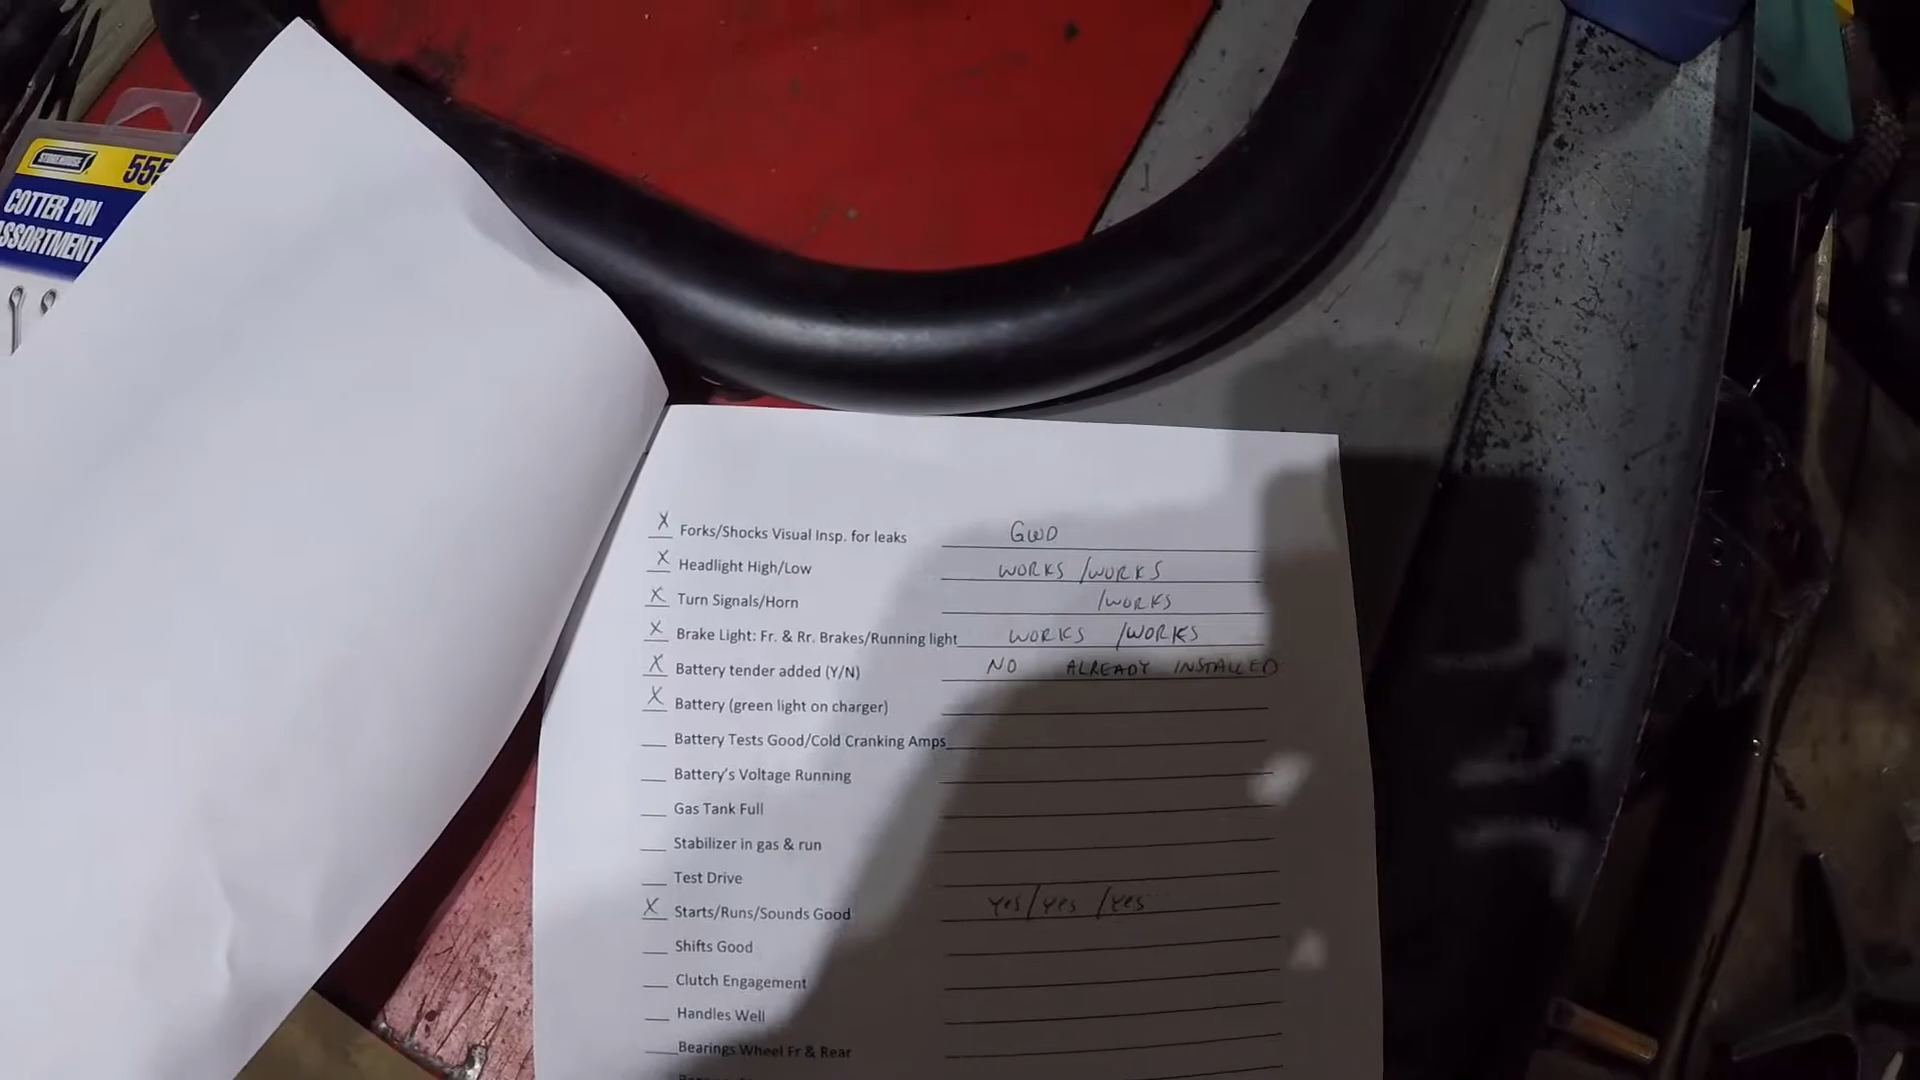 STOREHOUSE 555
COTTER PIN
ASSORTMENT
X Forks/Shocks Visual Insp. for leaks GOOD
X Headlight High/Low WORKS /WORKS
X Turn Signals/Horn /WORKS
X Brake Light: Fr. & Rr. Brakes/Running light WORKS /WORKS
X Battery tender added (Y/N) NO ALREADY INSTALLED
X Battery (green light on charger)
Battery Tests Good/Cold Cranking Amps
Battery's Voltage Running
Gas Tank Full
Stabilizer in gas & run
Test Drive
X Starts/Runs/Sounds Good Yes/Yes/Yes
Shifts Good
Clutch Engagement
Handles Well
Bearings Wheel Fr & Rear